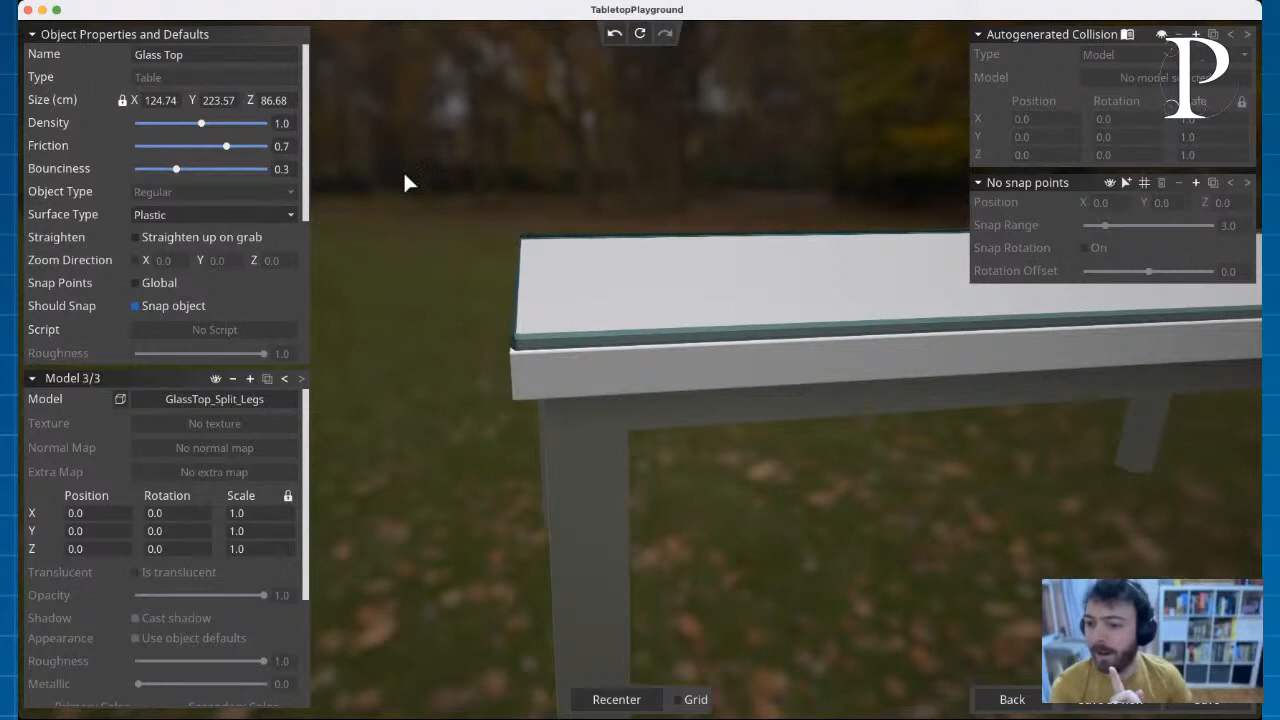 TabletopPlayground
Object Properties and Defaults
Name Glass Top
Type Table
Size (cm) X 124.74 Y 223.57 Z 86.68
Density 1.0
Friction 0.7
Bounciness 0.3
Object Type Regular
Surface Type Plastic
Straighten Straighten up on grab
Zoom Direction X 0.0 Y 0.0 Z 0.0
Snap Points Global
Should Snap Snap object
Script No Script
Roughness 1.0
Model 3/3 − + < >
Model GlassTop_Split_Legs
Texture No texture
Normal Map No normal map
Extra Map No extra map
Position Rotation Scale
X 0.0 0.0 1.0
Y 0.0 0.0 1.0
Z 0.0 0.0 1.0
Translucent Is translucent
Opacity 1.0
Shadow Cast shadow
Appearance Use object defaults
Roughness 1.0
Metallic 0.0
Primary Color Secondary Color
Autogenerated Collision − + < >
Type Model
Model No model selected
P
Position Rotation
X 0.0 0.0 1.0
Y 0.0 0.0 1.0
Z 0.0 0.0 1.0
No snap points − + < >
Position X 0.0 Y 0.0 Z 0.0
Snap Range 3.0
Snap Rotation On
Rotation Offset 0.0
Recenter Grid
Back